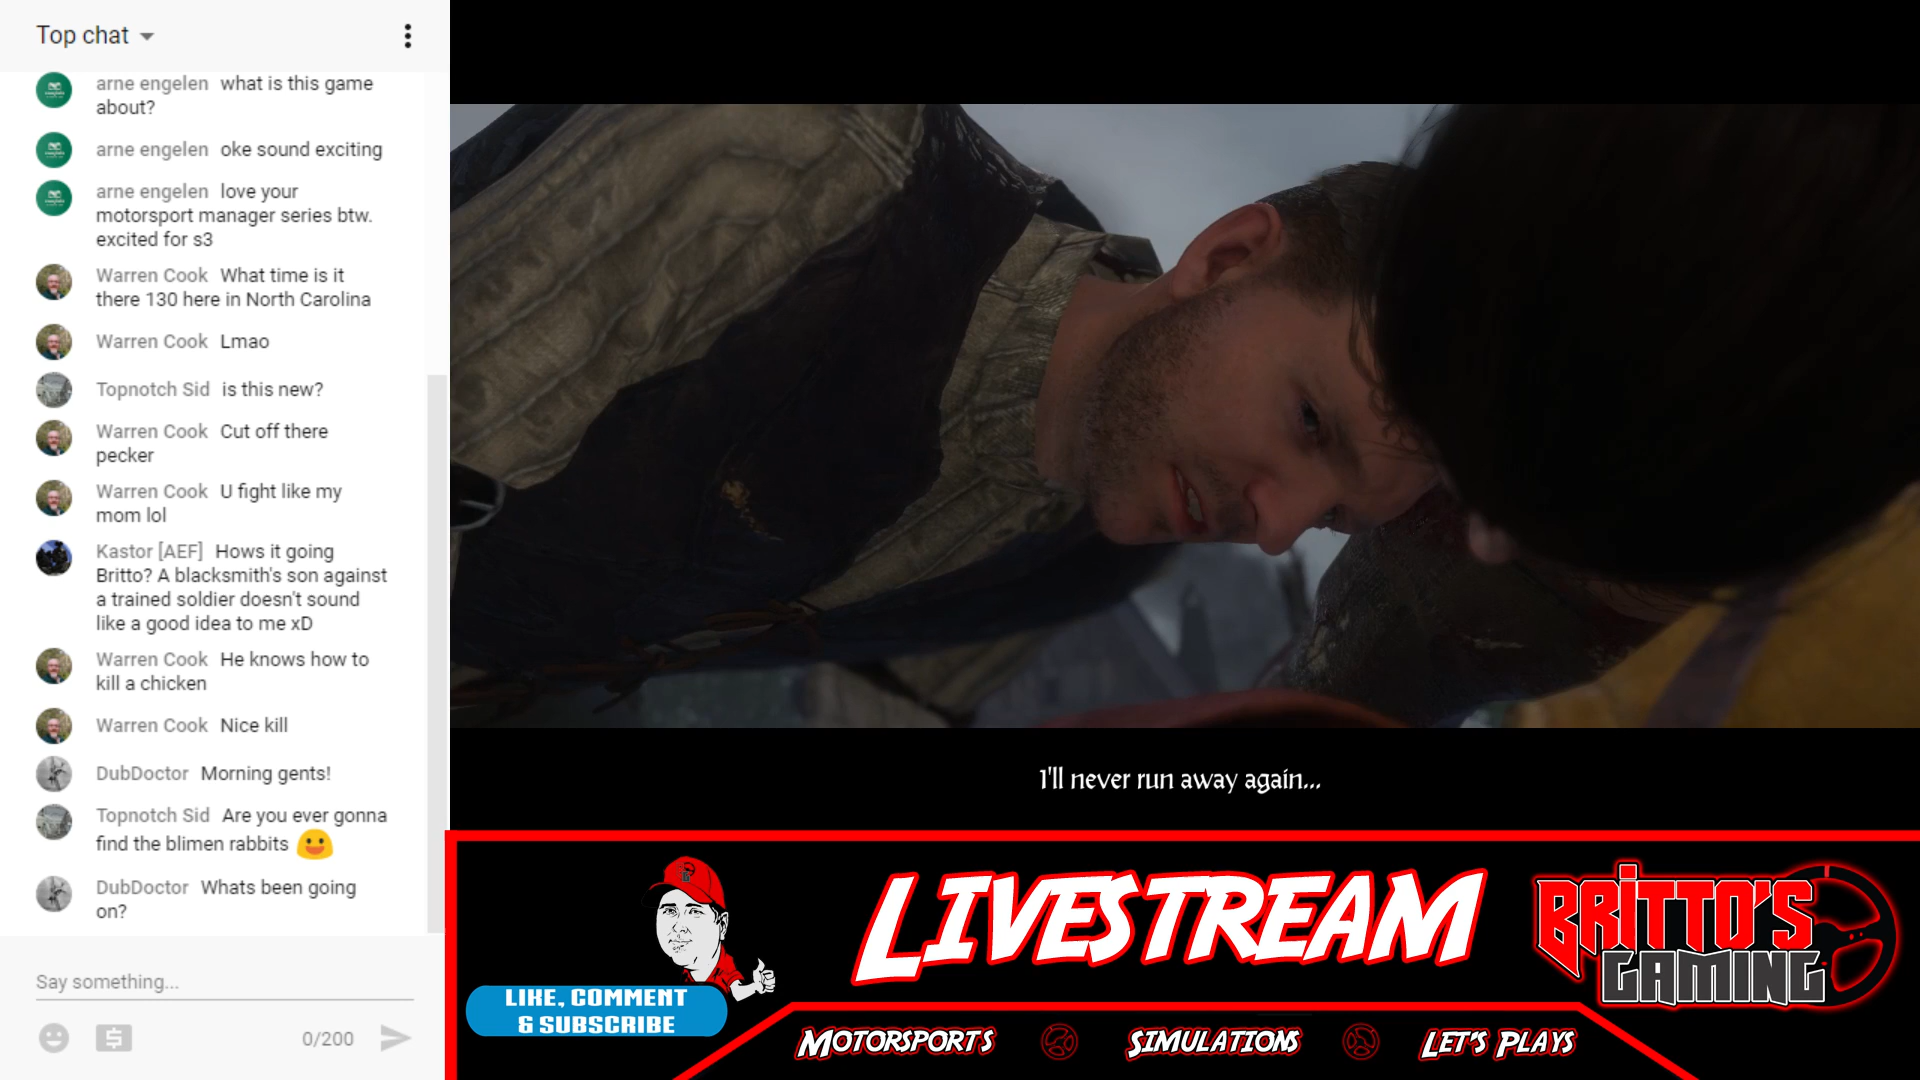 Top chat
arne engelen what is this game
about?
arne engelen oke sound exciting
arne engelen love your
motorsport manager series btw.
excited for s3
Warren Cook What time is it
there 130 here in North Carolina
Warren Cook Lmao
Topnotch Sid is this new?
Warren Cook Cut off there
pecker
Warren Cook U fight like my
mom lol
Kastor [AEF] Hows it going
Britto? A blacksmith's son against
a trained soldier doesn't sound
like a good idea to me xD
Warren Cook He knows how to
kill a chicken
Warren Cook Nice kill
DubDoctor Morning gents!
Topnotch Sid Are you ever gonna
find the blimen rabbits
DubDoctor Whats been going
on?
Say something...
0/200
I'll never run away again...
LIVESTREAM
BRITTO'S
GAMING
LIKE, COMMENT
& SUBSCRIBE
MOTORSPORTS
SIMULATIONS
LET'S PLAYS